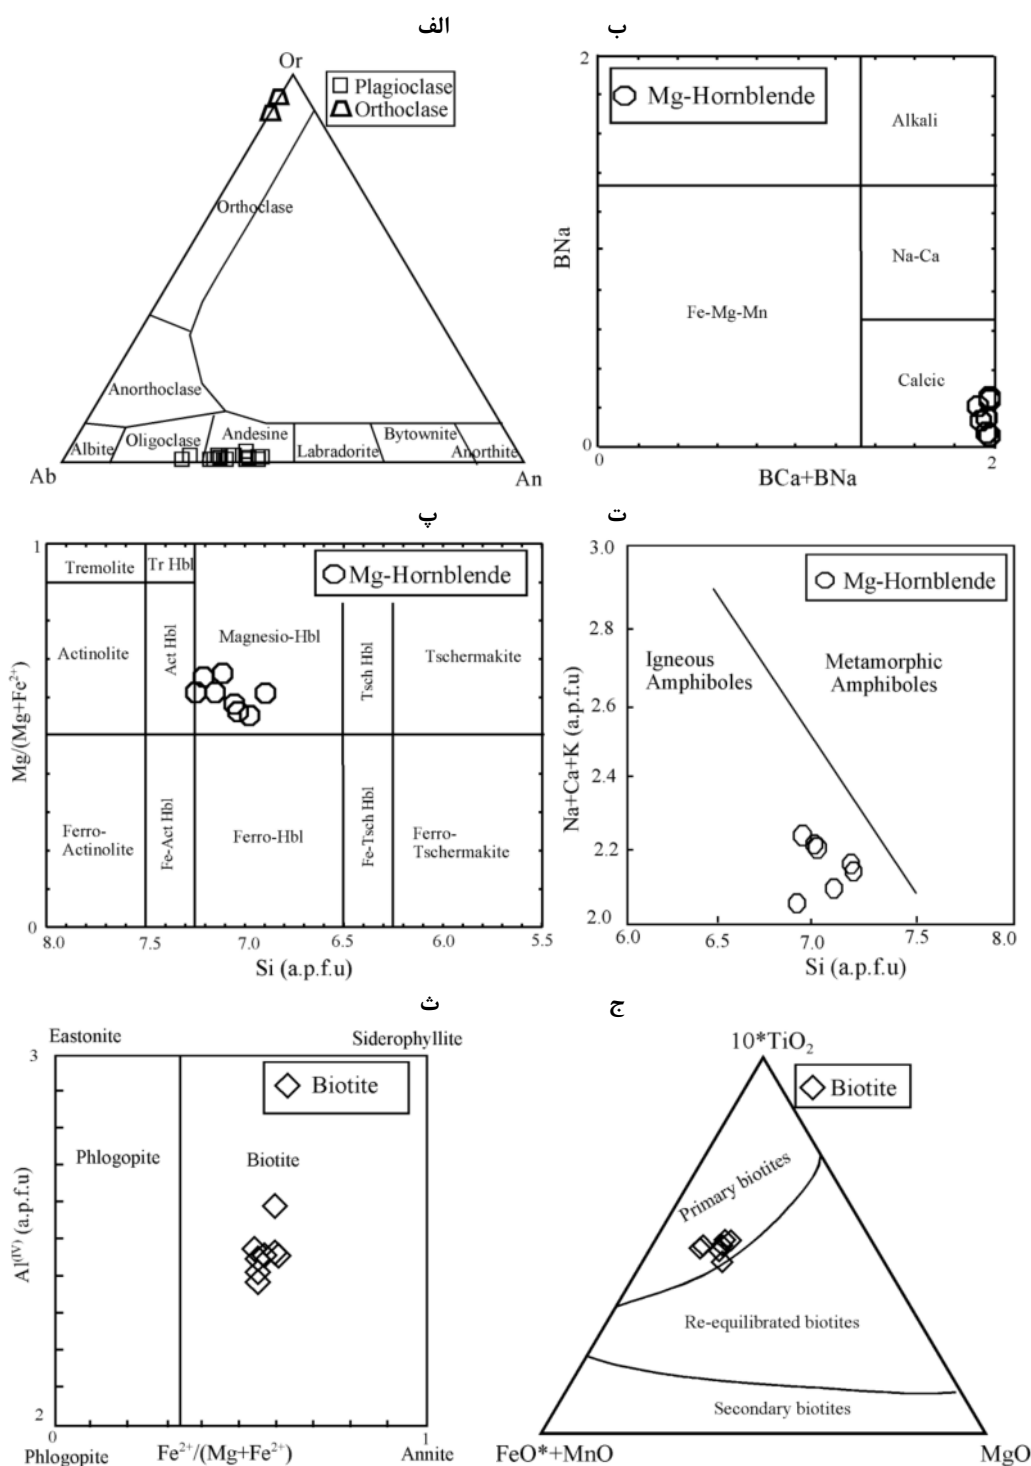 الف
Or
Plagioclase
Orthoclase
Orthoclase
Anorthoclase
Albite
Oligoclase
Andesine
Labradorite
Bytownite
Anorthite
Ab
An
ب
2
Mg-Hornblende
Alkali
BNa
Na-Ca
Fe-Mg-Mn
Calcic
0
0
2
BCa+BNa
پ
1
Tremolite
Tr Hbl
Mg-Hornblende
Actinolite
Act Hbl
Magnesio-Hbl
Tsch Hbl
Tschermakite
Mg/(Mg+Fe²⁺)
Ferro-
Actinolite
Fe-Act Hbl
Ferro-Hbl
Fe-Tsch Hbl
Ferro-
Tschermakite
0
8.0 7.5 7.0 6.5 6.0 5.5
Si (a.p.f.u)
ت
3.0
Mg-Hornblende
2.8
Igneous
Amphiboles
Metamorphic
Amphiboles
2.6
Na+Ca+K (a.p.f.u)
2.4
2.2
2.0
6.0 6.5 7.0 7.5 8.0
Si (a.p.f.u)
ث
Eastonite
Siderophyllite
3
Biotite
Phlogopite
Biotite
Al⁽ᴵⱽ⁾ (a.p.f.u)
2
0
1
Phlogopite
Fe²⁺/(Mg+Fe²⁺)
Annite
ج
10*TiO₂
Biotite
Primary biotites
Re-equilibrated biotites
Secondary biotites
FeO*+MnO
MgO